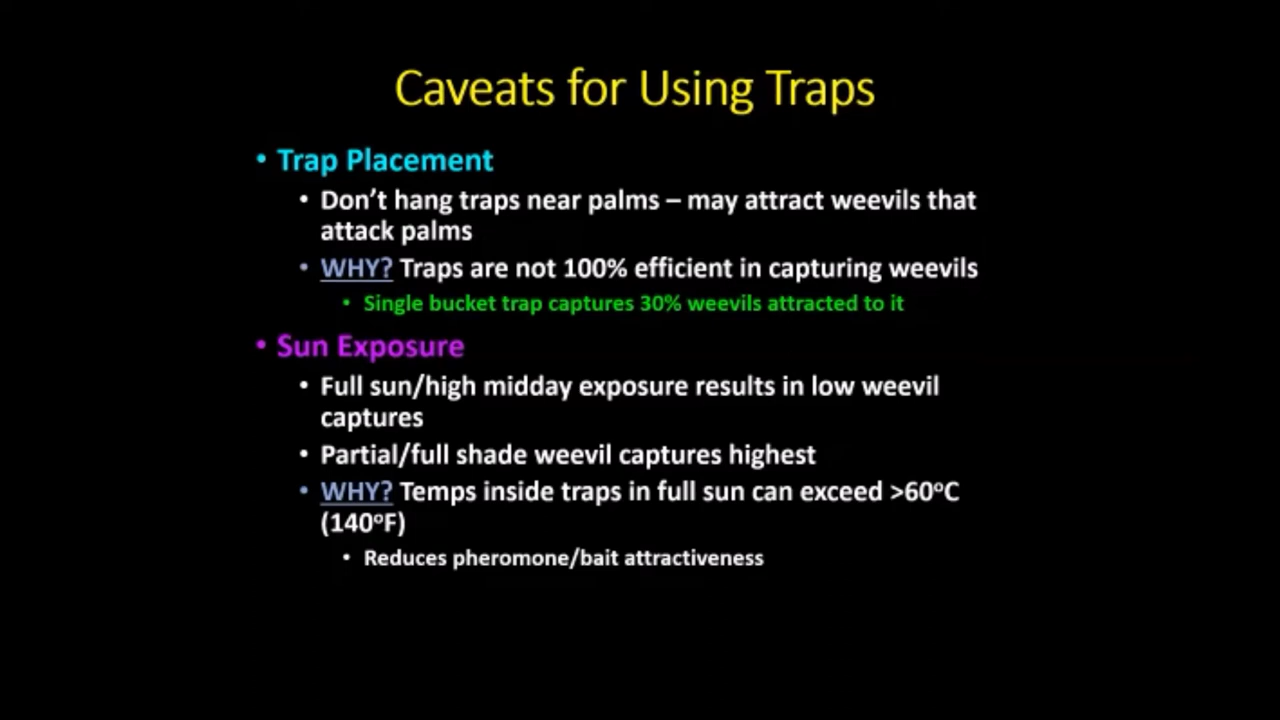 Caveats for Using Traps
• Trap Placement
• Don't hang traps near palms – may attract weevils that
attack palms
• WHY? Traps are not 100% efficient in capturing weevils
• Single bucket trap captures 30% weevils attracted to it
• Sun Exposure
• Full sun/high midday exposure results in low weevil
captures
• Partial/full shade weevil captures highest
• WHY? Temps inside traps in full sun can exceed >60ºC
(140ºF)
• Reduces pheromone/bait attractiveness